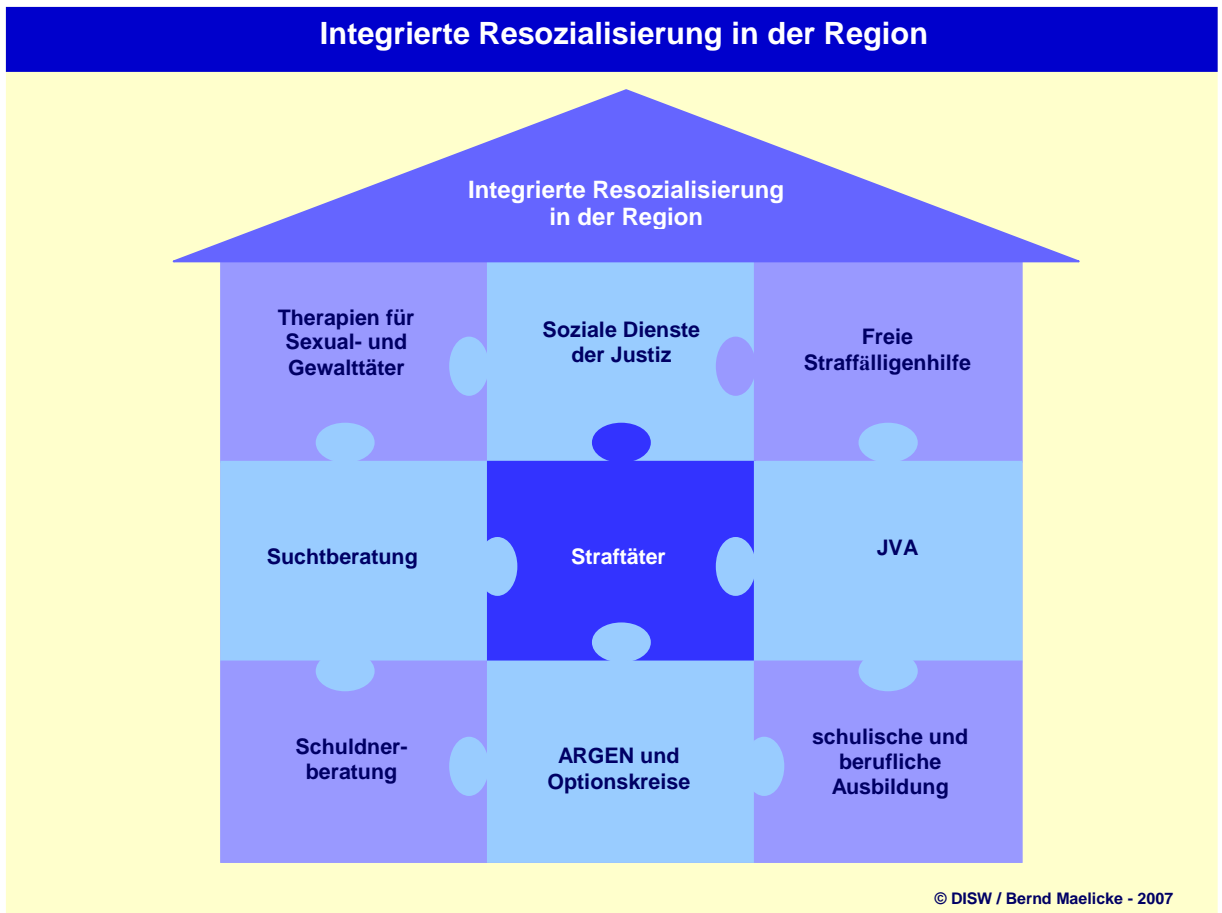 Integrierte Resozialisierung in der Region
Integrierte Resozialisierung
in der Region
Therapien für
Sexual- und
Gewalttäter
Soziale Dienste
der Justiz
Freie
Straffälligenhilfe
Suchtberatung
Straftäter
JVA
Schuldner-
beratung
ARGEN und
Optionskreise
schulische und
berufliche
Ausbildung
© DISW / Bernd Maelicke - 2007